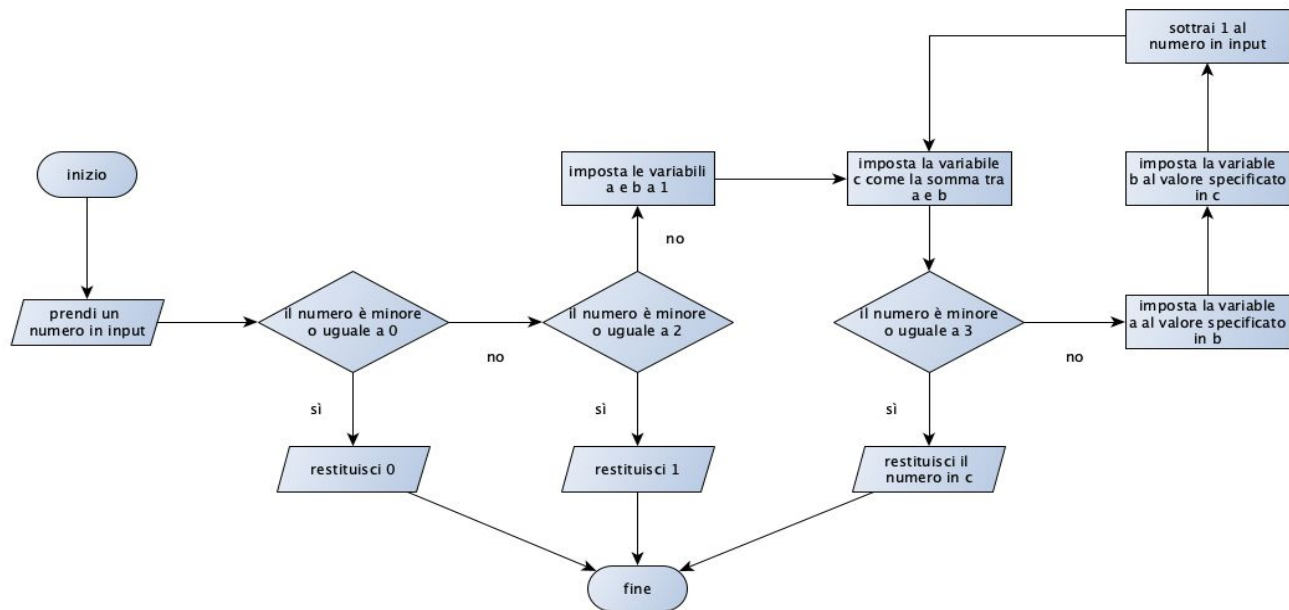 inizio
prendi un
numero in input
il numero è minore
o uguale a 0
no
sì
restituisci 0
il numero è minore
o uguale a 2
no
sì
restituisci 1
imposta le variabili
a e b a 1
imposta la variabile
c come la somma tra
a e b
il numero è minore
o uguale a 3
no
sì
restituisci il
numero in c
imposta la variable
a al valore specificato
in b
imposta la variable
b al valore specificato
in c
sottrai 1 al
numero in input
fine